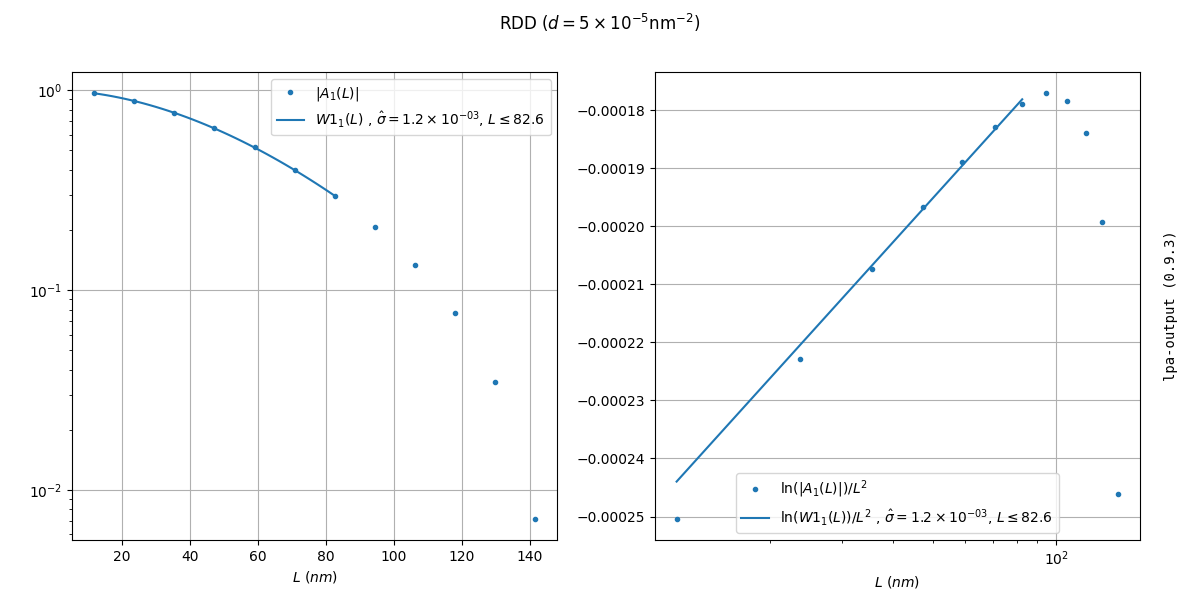 RDD ($d = 5 \times 10^{-5}$nm$^{-2}$)
$10^0$
$10^{-1}$
$10^{-2}$
$|A_1(L)|$
$W1_1(L)$ , $\hat{\sigma} = 1.2 \times 10^{-03}$, $L \leq 82.6$
20 40 60 80 100 120 140
$L$ $(nm)$
−0.00018
−0.00019
−0.00020
−0.00021
−0.00022
−0.00023
−0.00024
−0.00025
$\ln(|A_1(L)|)/L^2$
$\ln(W1_1(L))/L^2$ , $\hat{\sigma} = 1.2 \times 10^{-03}$, $L \leq 82.6$
$10^2$
$L$ $(nm)$
lpa-output (0.9.3)